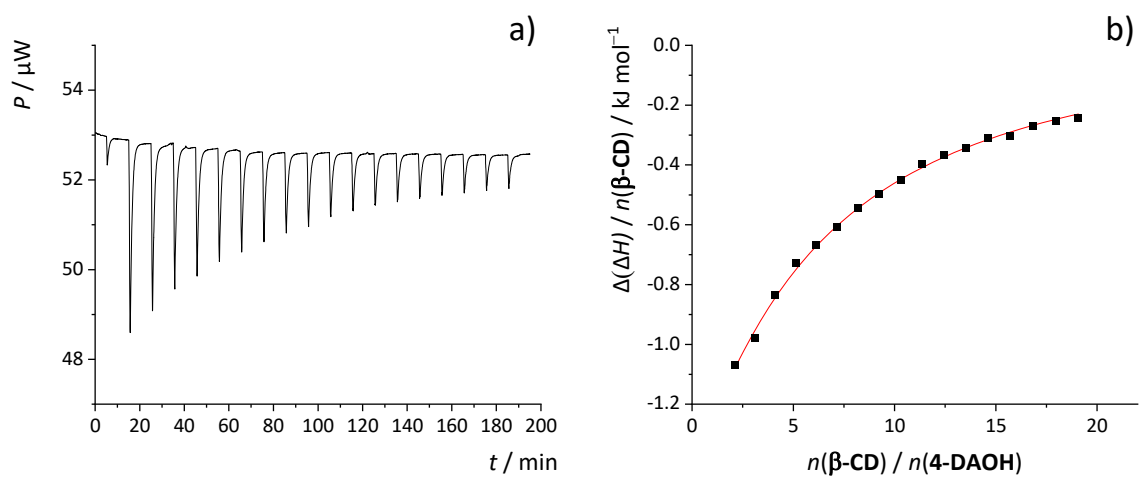 a)
P / μW
54
52
50
48
0 20 40 60 80 100 120 140 160 180 200
t / min
b)
Δ(ΔH) / n(β-CD) / kJ mol⁻¹
0.0
-0.2
-0.4
-0.6
-0.8
-1.0
-1.2
0 5 10 15 20
n(β-CD) / n(4-DAOH)